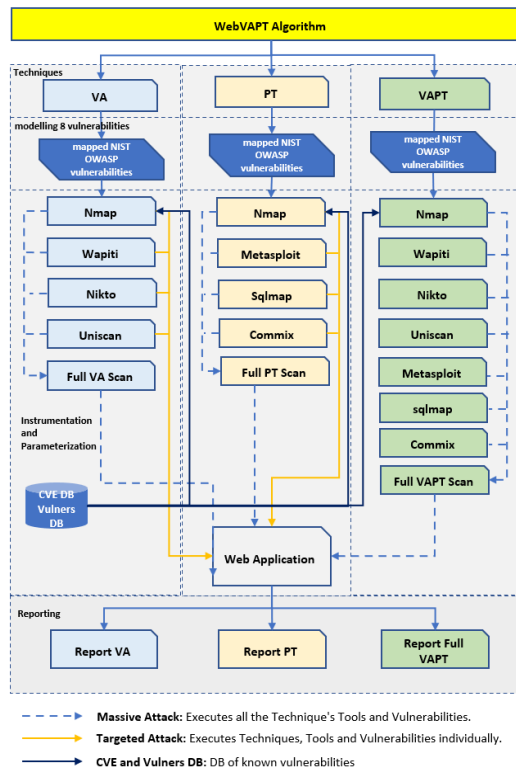 WebVAPT Algorithm
Techniques
VA
PT
VAPT
modelling 8 vulnerabilities
mapped NIST
OWASP
vulnerabilities
mapped NIST
OWASP
vulnerabilities
mapped NIST
OWASP
vulnerabilities
Nmap
Wapiti
Nikto
Uniscan
Full VA Scan
Nmap
Metasploit
Sqlmap
Commix
Full PT Scan
Nmap
Wapiti
Nikto
Uniscan
Metasploit
sqlmap
Commix
Full VAPT Scan
Instrumentation
and
Parameterization
CVE DB
Vulners
DB
Web Application
Reporting
Report VA
Report PT
Report Full
VAPT
Massive Attack: Executes all the Technique's Tools and Vulnerabilities.
Targeted Attack: Executes Techniques, Tools and Vulnerabilities individually.
CVE and Vulners DB: DB of known vulnerabilities